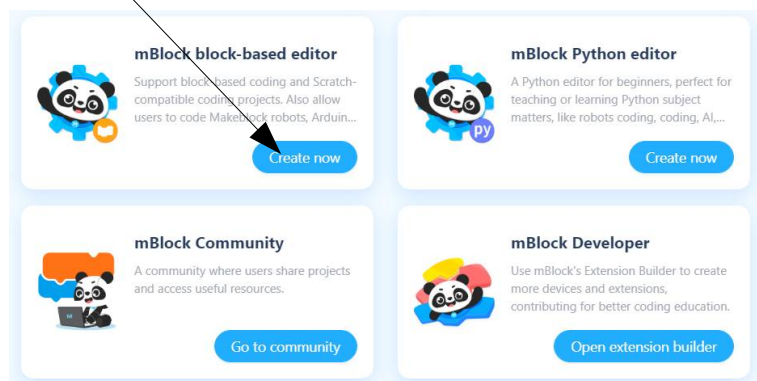 mBlock block-based editor
Support block-based coding and Scratch-
compatible coding projects. Also allow
users to code Makeblock robots, Arduin...
Create now
mBlock Python editor
A Python editor for beginners, perfect for
teaching or learning Python subject
matters, like robots coding, coding, AI,...
py
Create now
mBlock Community
A community where users share projects
and access useful resources.
Go to community
mBlock Developer
Use mBlock's Extension Builder to create
more devices and extensions,
contributing for better coding education.
Open extension builder